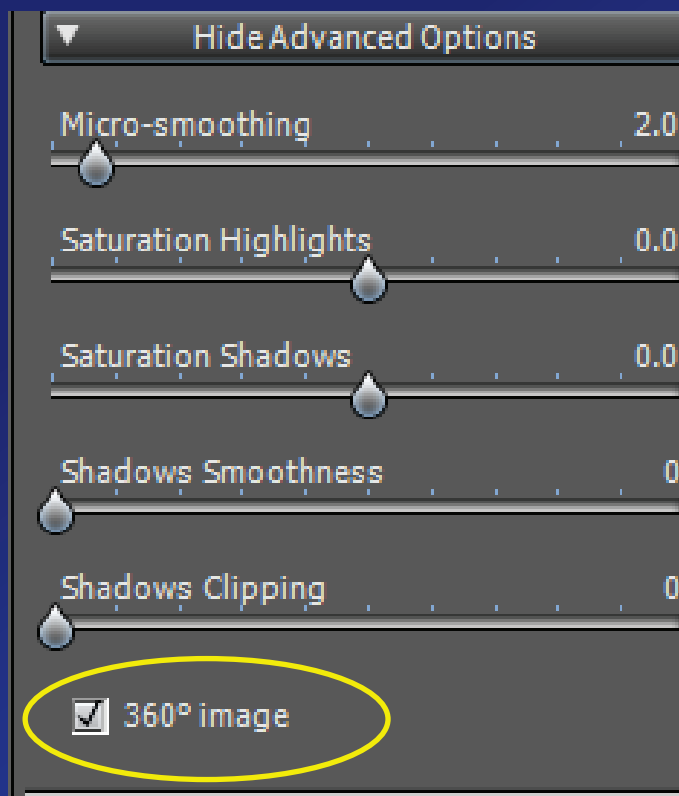 Hide Advanced Options
Micro-smoothing 2.0
Saturation Highlights 0.0
Saturation Shadows 0.0
Shadows Smoothness 0
Shadows Clipping 0
360º image